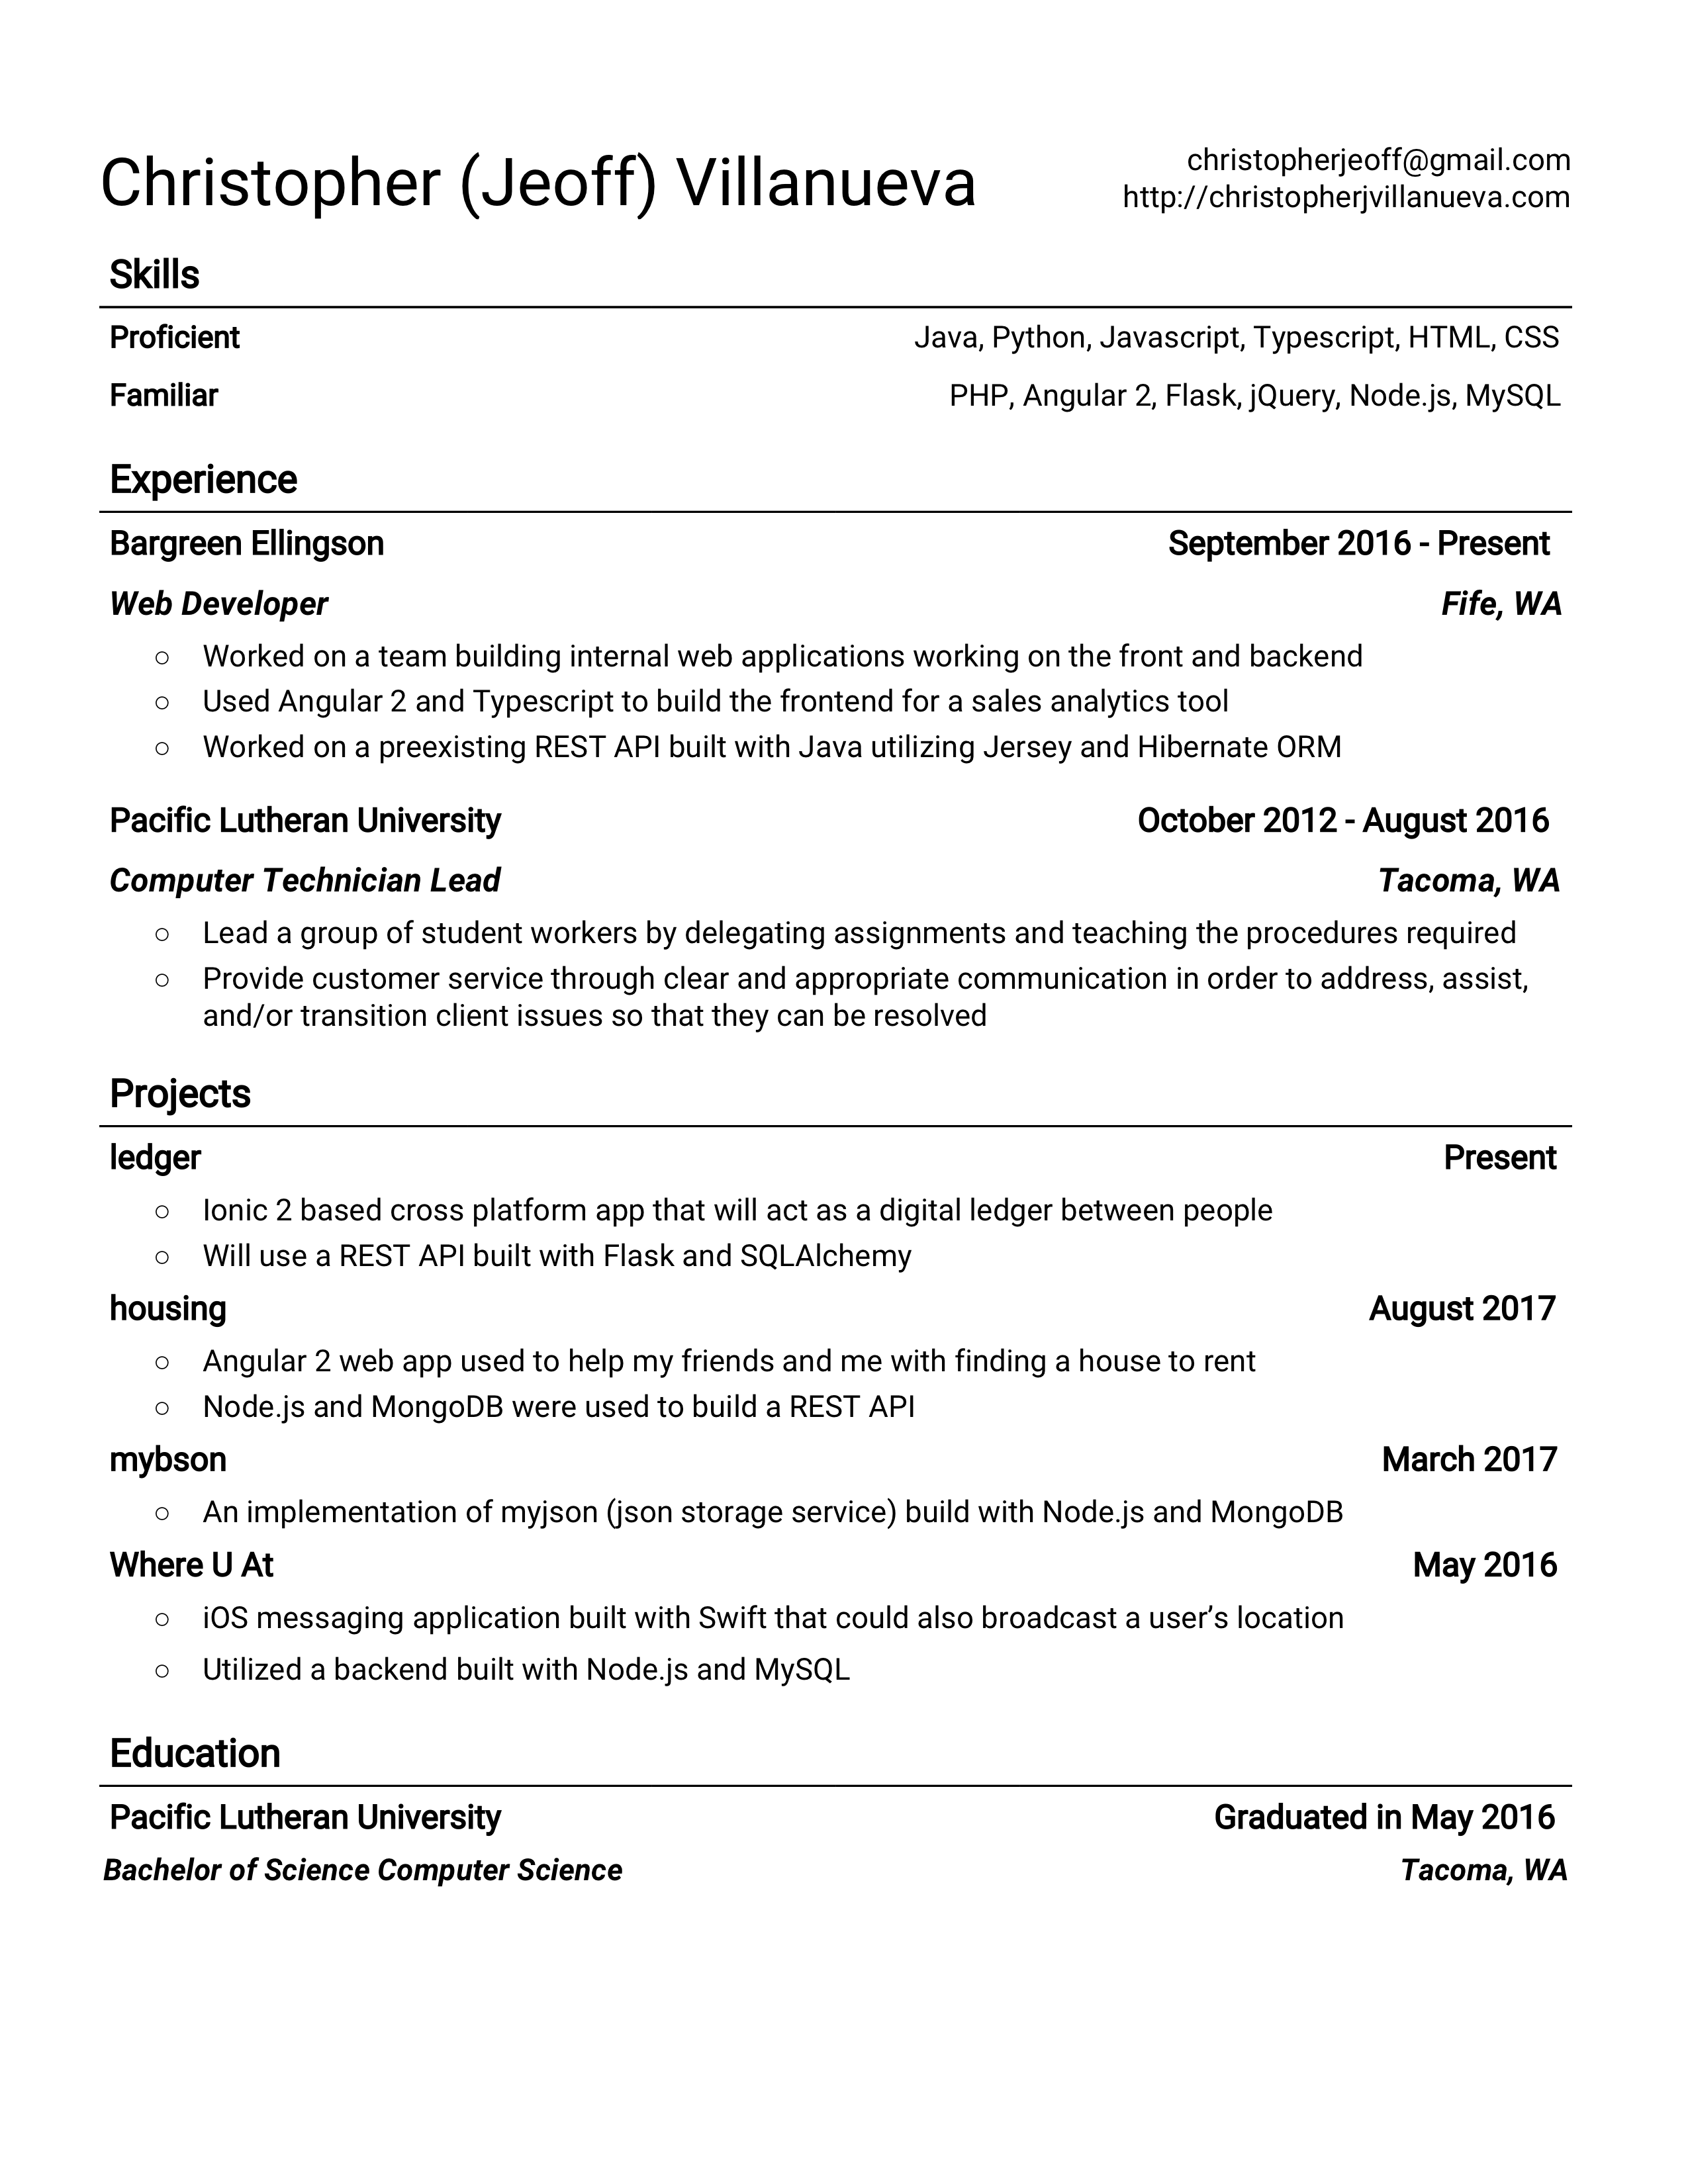 Christopher (Jeoff) Villanueva
christopherjeoff@gmail.com
http://christopherjvillanueva.com
Skills
Proficient Java, Python, Javascript, Typescript, HTML, CSS
Familiar PHP, Angular 2, Flask, jQuery, Node.js, MySQL
Experience
Bargreen Ellingson September 2016 - Present
Web Developer Fife, WA
○ Worked on a team building internal web applications working on the front and backend
○ Used Angular 2 and Typescript to build the frontend for a sales analytics tool
○ Worked on a preexisting REST API built with Java utilizing Jersey and Hibernate ORM
Pacific Lutheran University October 2012 - August 2016
Computer Technician Lead Tacoma, WA
○ Lead a group of student workers by delegating assignments and teaching the procedures required
○ Provide customer service through clear and appropriate communication in order to address, assist,
and/or transition client issues so that they can be resolved
Projects
ledger Present
○ Ionic 2 based cross platform app that will act as a digital ledger between people
○ Will use a REST API built with Flask and SQLAlchemy
housing August 2017
○ Angular 2 web app used to help my friends and me with finding a house to rent
○ Node.js and MongoDB were used to build a REST API
mybson March 2017
○ An implementation of myjson (json storage service) build with Node.js and MongoDB
Where U At May 2016
○ iOS messaging application built with Swift that could also broadcast a user’s location
○ Utilized a backend built with Node.js and MySQL
Education
Pacific Lutheran University Graduated in May 2016
Bachelor of Science Computer Science Tacoma, WA